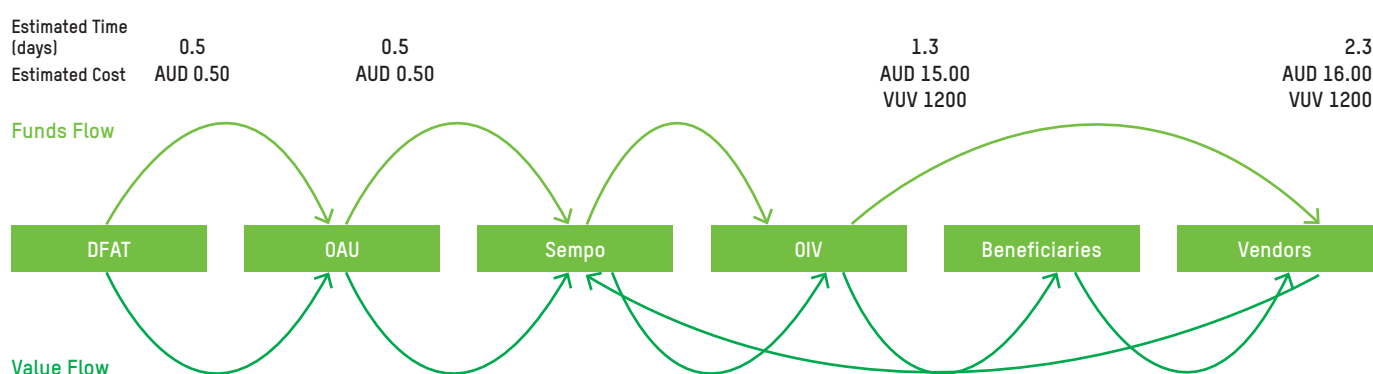 Estimated Time
(days) 0.5 0.5 1.3 2.3
Estimated Cost AUD 0.50 AUD 0.50 AUD 15.00 AUD 16.00
VUV 1200 VUV 1200
Funds Flow
DFAT OAU Sempo OIV Beneficiaries Vendors
Value Flow